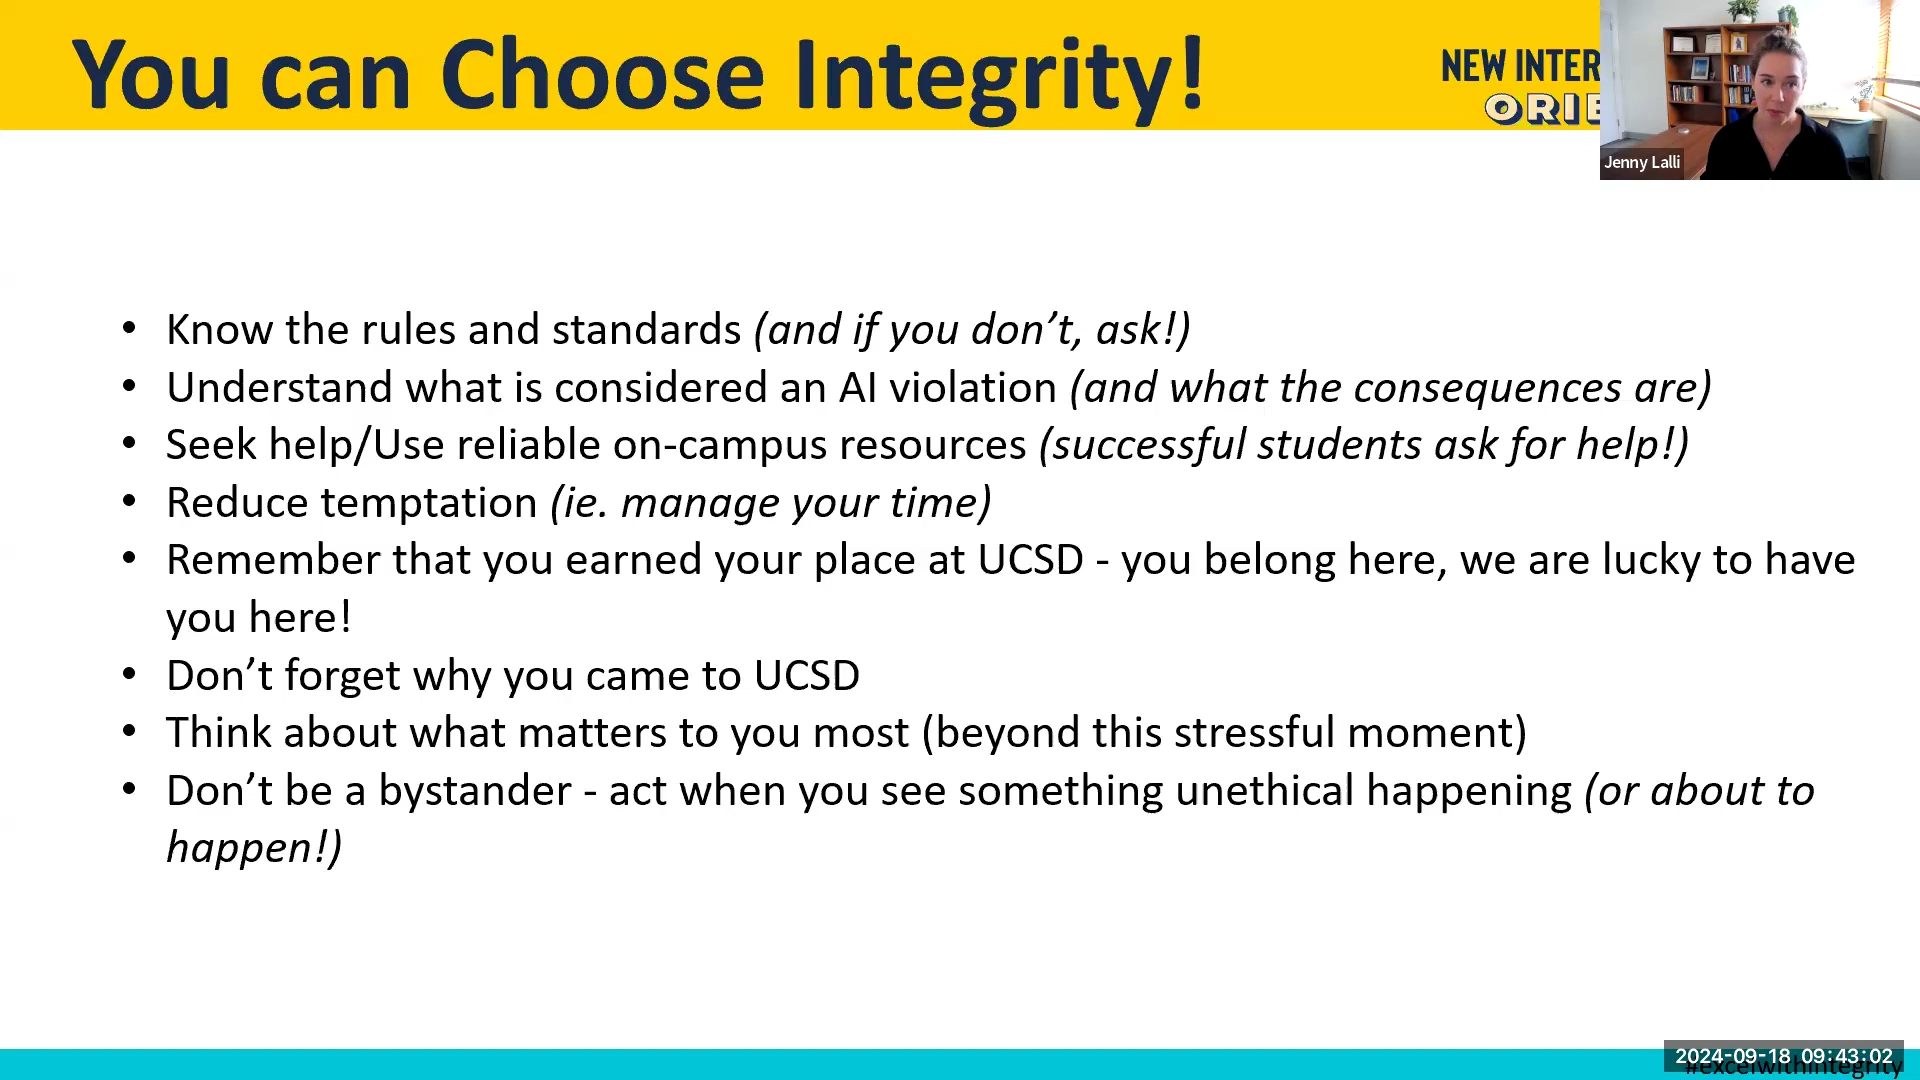 You can Choose Integrity!
NEW INTER
ORIE
Jenny Lalli
• Know the rules and standards (and if you don’t, ask!)
• Understand what is considered an AI violation (and what the consequences are)
• Seek help/Use reliable on-campus resources (successful students ask for help!)
• Reduce temptation (ie. manage your time)
• Remember that you earned your place at UCSD - you belong here, we are lucky to have
you here!
• Don’t forget why you came to UCSD
• Think about what matters to you most (beyond this stressful moment)
• Don’t be a bystander - act when you see something unethical happening (or about to
happen!)
2024-09-18 09:43:02
#excelwithintegrity